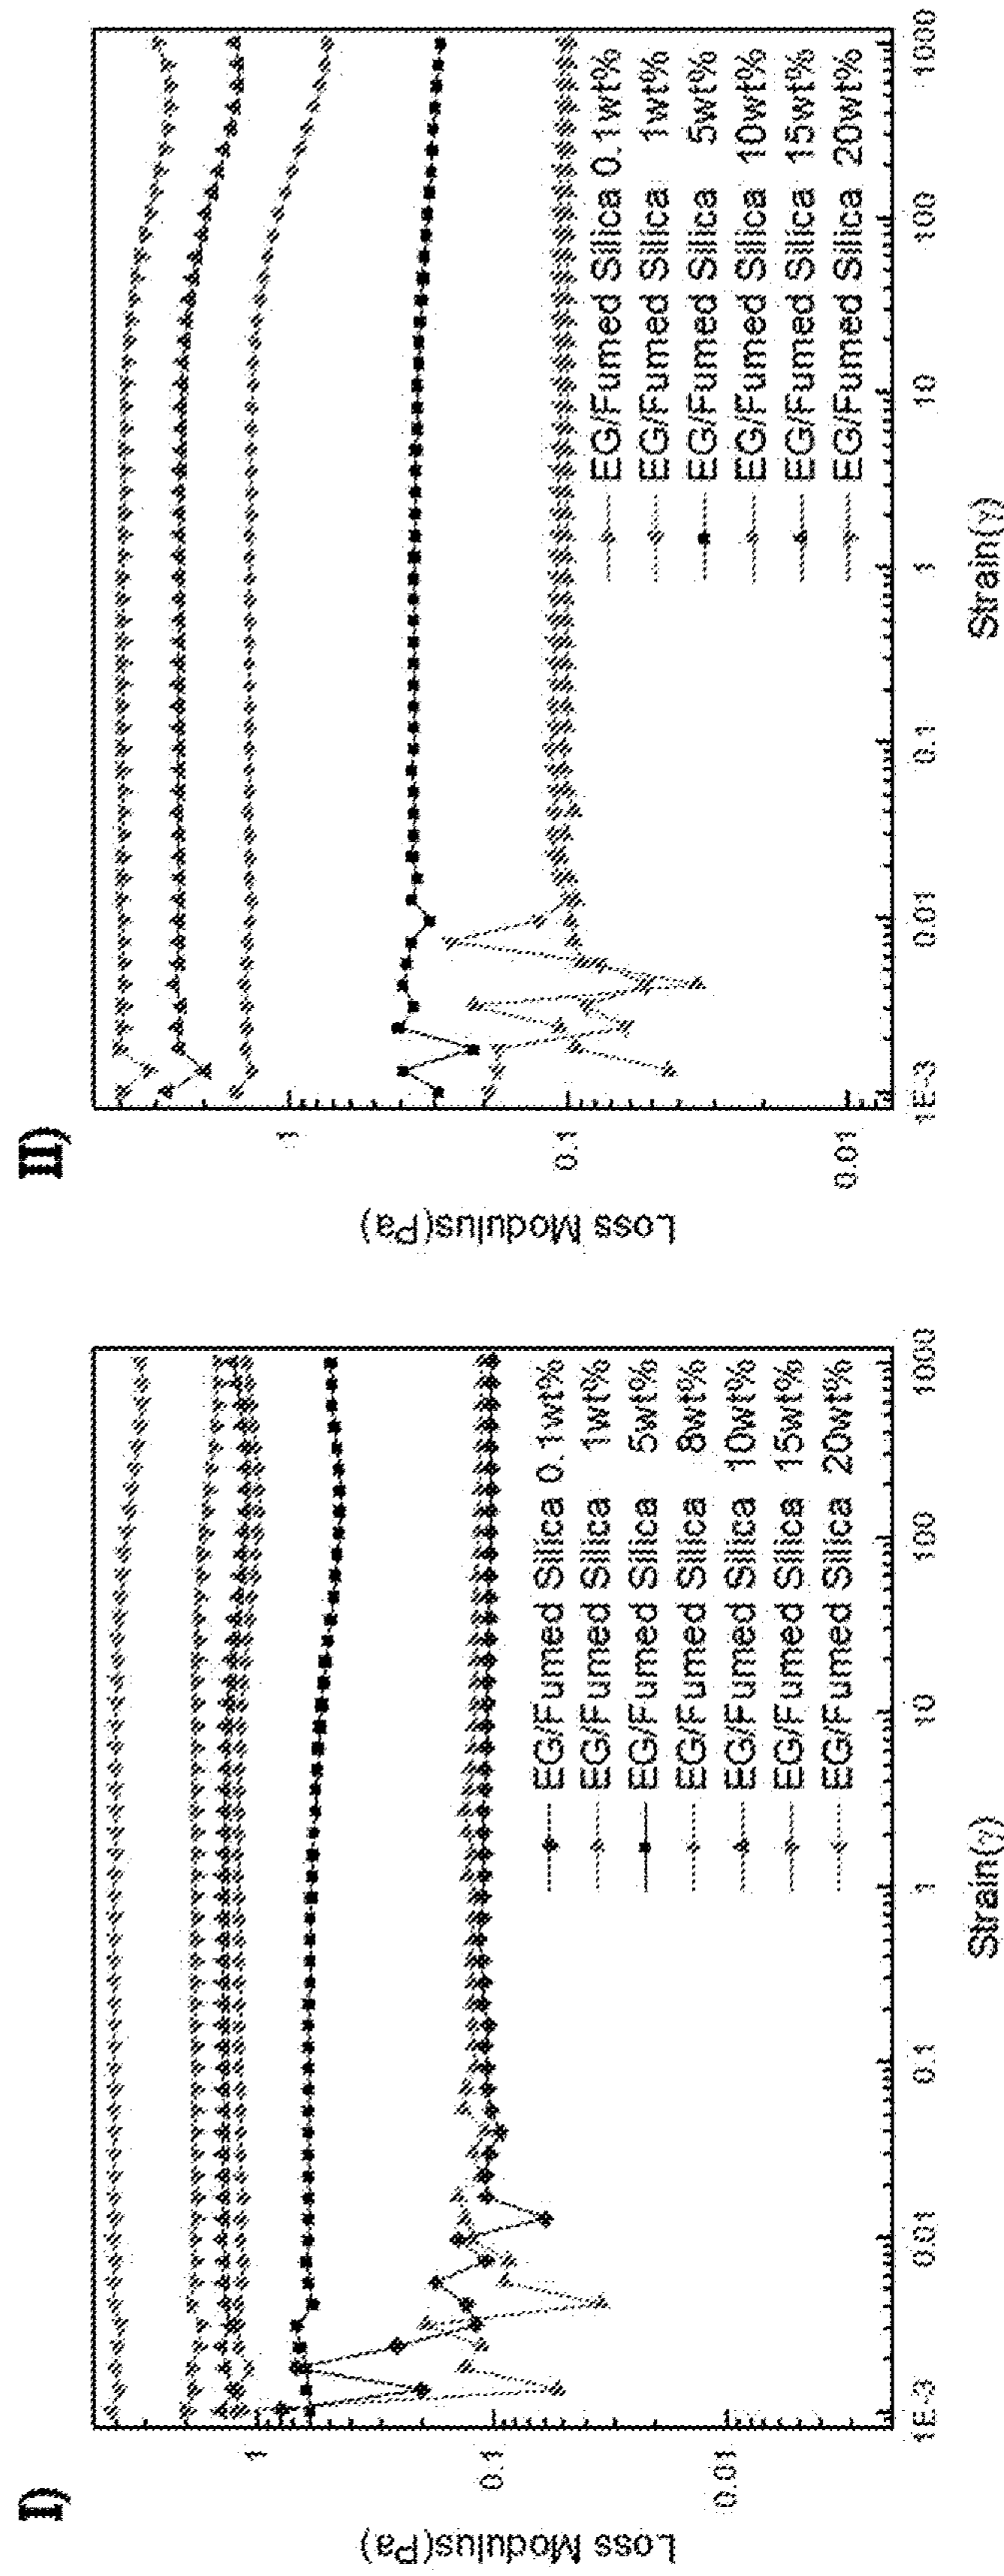 I)
Loss Modulus(Pa)
1
0.1
0.01
EG/Fumed Silica 0.1wt%
EG/Fumed Silica 1wt%
EG/Fumed Silica 5wt%
EG/Fumed Silica 8wt%
EG/Fumed Silica 10wt%
EG/Fumed Silica 15wt%
EG/Fumed Silica 20wt%
1E-3 0.01 0.1 1 10 100 1000
Strain(γ)
II)
Loss Modulus(Pa)
1
0.1
0.01
EG/Fumed Silica 0.1wt%
EG/Fumed Silica 1wt%
EG/Fumed Silica 5wt%
EG/Fumed Silica 10wt%
EG/Fumed Silica 15wt%
EG/Fumed Silica 20wt%
1E-3 0.01 0.1 1 10 100 1000
Strain(γ)